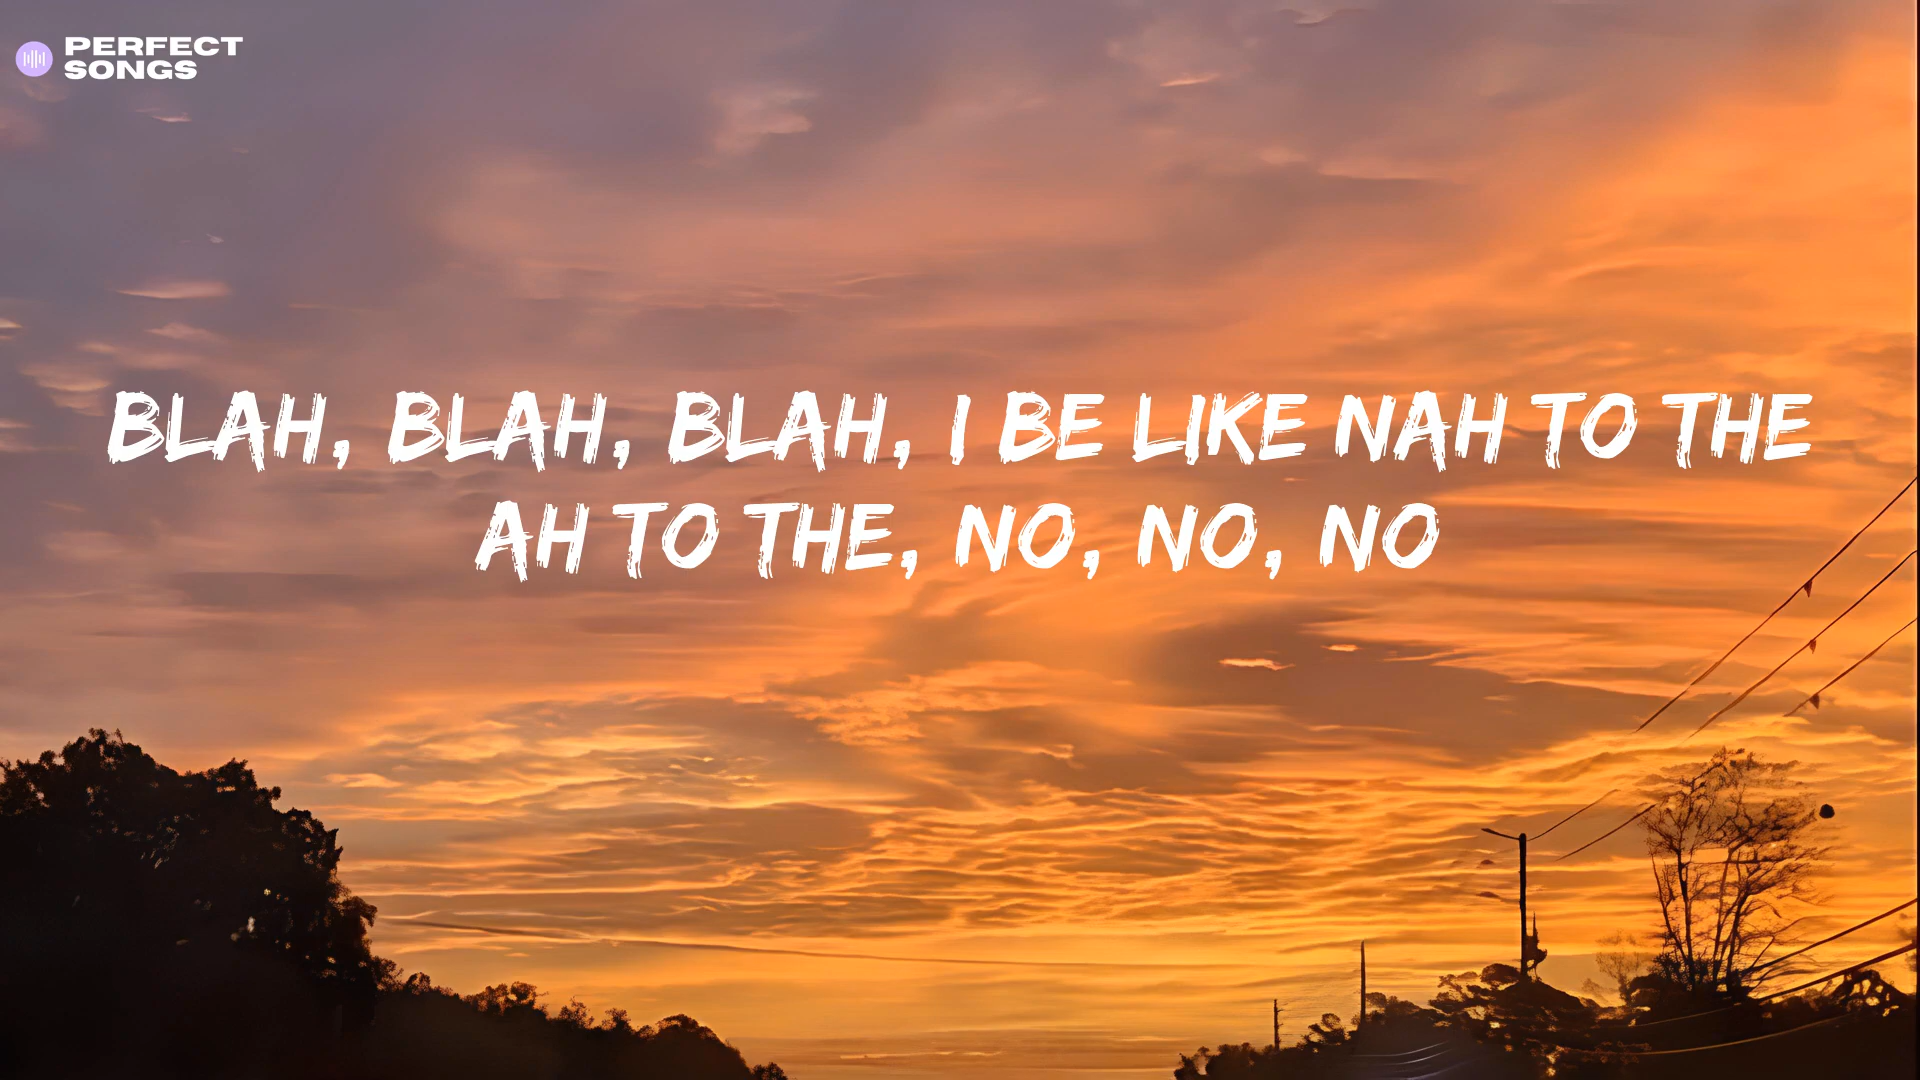 PERFECT
SONGS
BLAH, BLAH, BLAH, I BE LIKE NAH TO THE
AH TO THE, NO, NO, NO